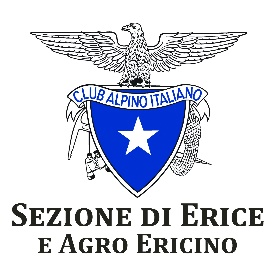 CLUB ALPINO ITALIANO
SEZIONE DI ERICE
E AGRO ERICINO